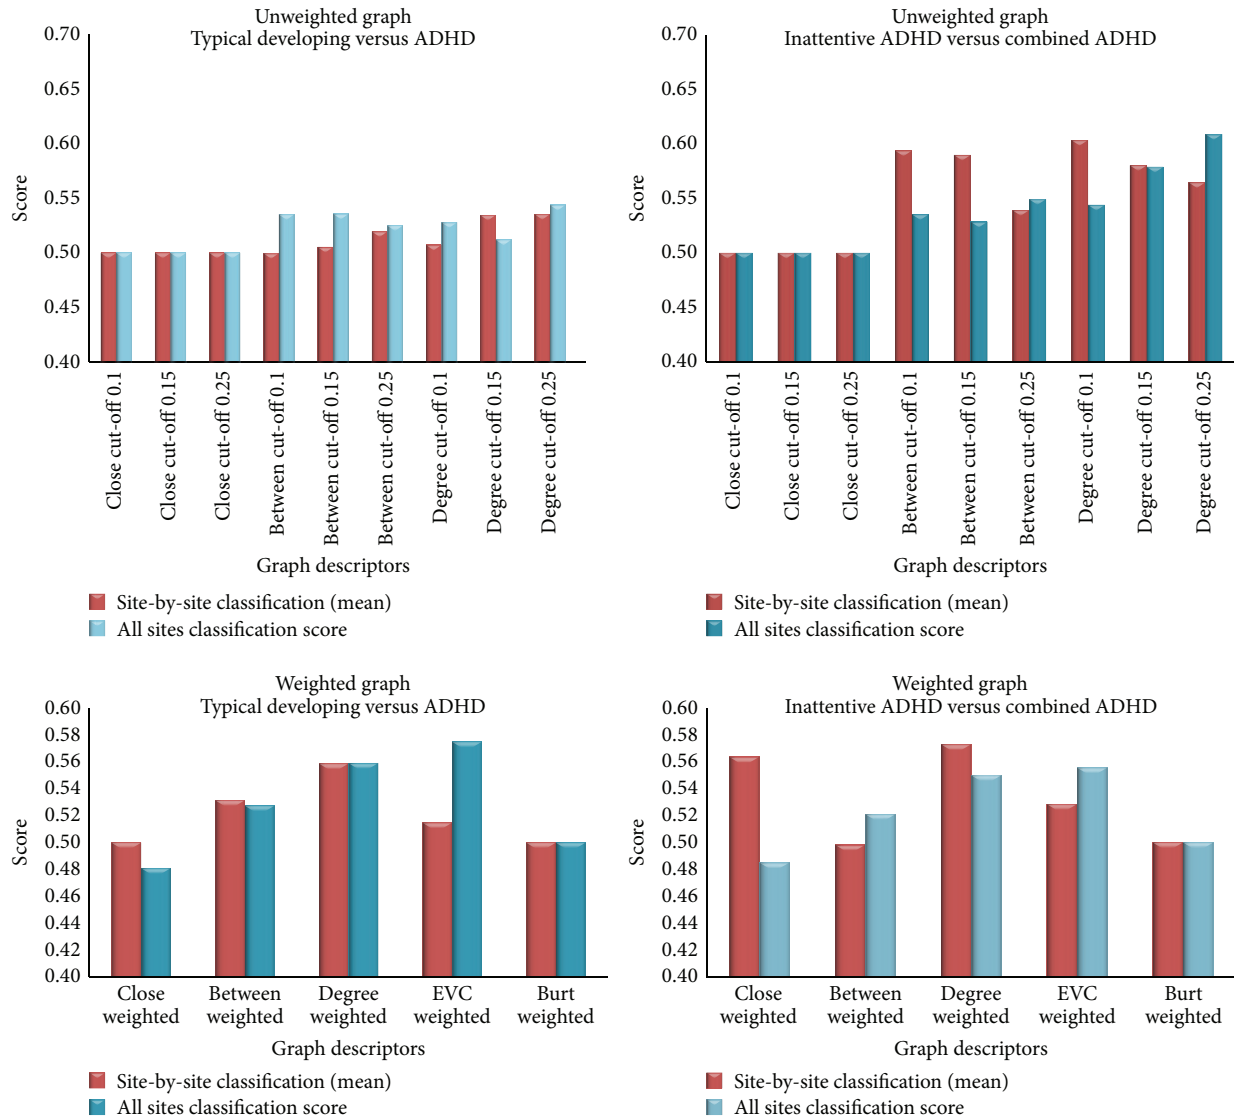 Unweighted graph
Typical developing versus ADHD
0.70
0.65
0.60
0.55
0.50
0.45
0.40
Score
Close cut-off 0.1
Close cut-off 0.15
Close cut-off 0.25
Between cut-off 0.1
Between cut-off 0.15
Between cut-off 0.25
Degree cut-off 0.1
Degree cut-off 0.15
Degree cut-off 0.25
Graph descriptors
Site-by-site classification (mean)
All sites classification score
Unweighted graph
Inattentive ADHD versus combined ADHD
0.70
0.65
0.60
0.55
0.50
0.45
0.40
Score
Close cut-off 0.1
Close cut-off 0.15
Close cut-off 0.25
Between cut-off 0.1
Between cut-off 0.15
Between cut-off 0.25
Degree cut-off 0.1
Degree cut-off 0.15
Degree cut-off 0.25
Graph descriptors
Site-by-site classification (mean)
All sites classification score
Weighted graph
Typical developing versus ADHD
0.60
0.58
0.56
0.54
0.52
0.50
0.48
0.46
0.44
0.42
0.40
Score
Close
weighted
Between
weighted
Degree
weighted
EVC
weighted
Burt
weighted
Graph descriptors
Site-by-site classification (mean)
All sites classification score
Weighted graph
Inattentive ADHD versus combined ADHD
0.60
0.58
0.56
0.54
0.52
0.50
0.48
0.46
0.44
0.42
0.40
Score
Close
weighted
Between
weighted
Degree
weighted
EVC
weighted
Burt
weighted
Graph descriptors
Site-by-site classification (mean)
All sites classification score